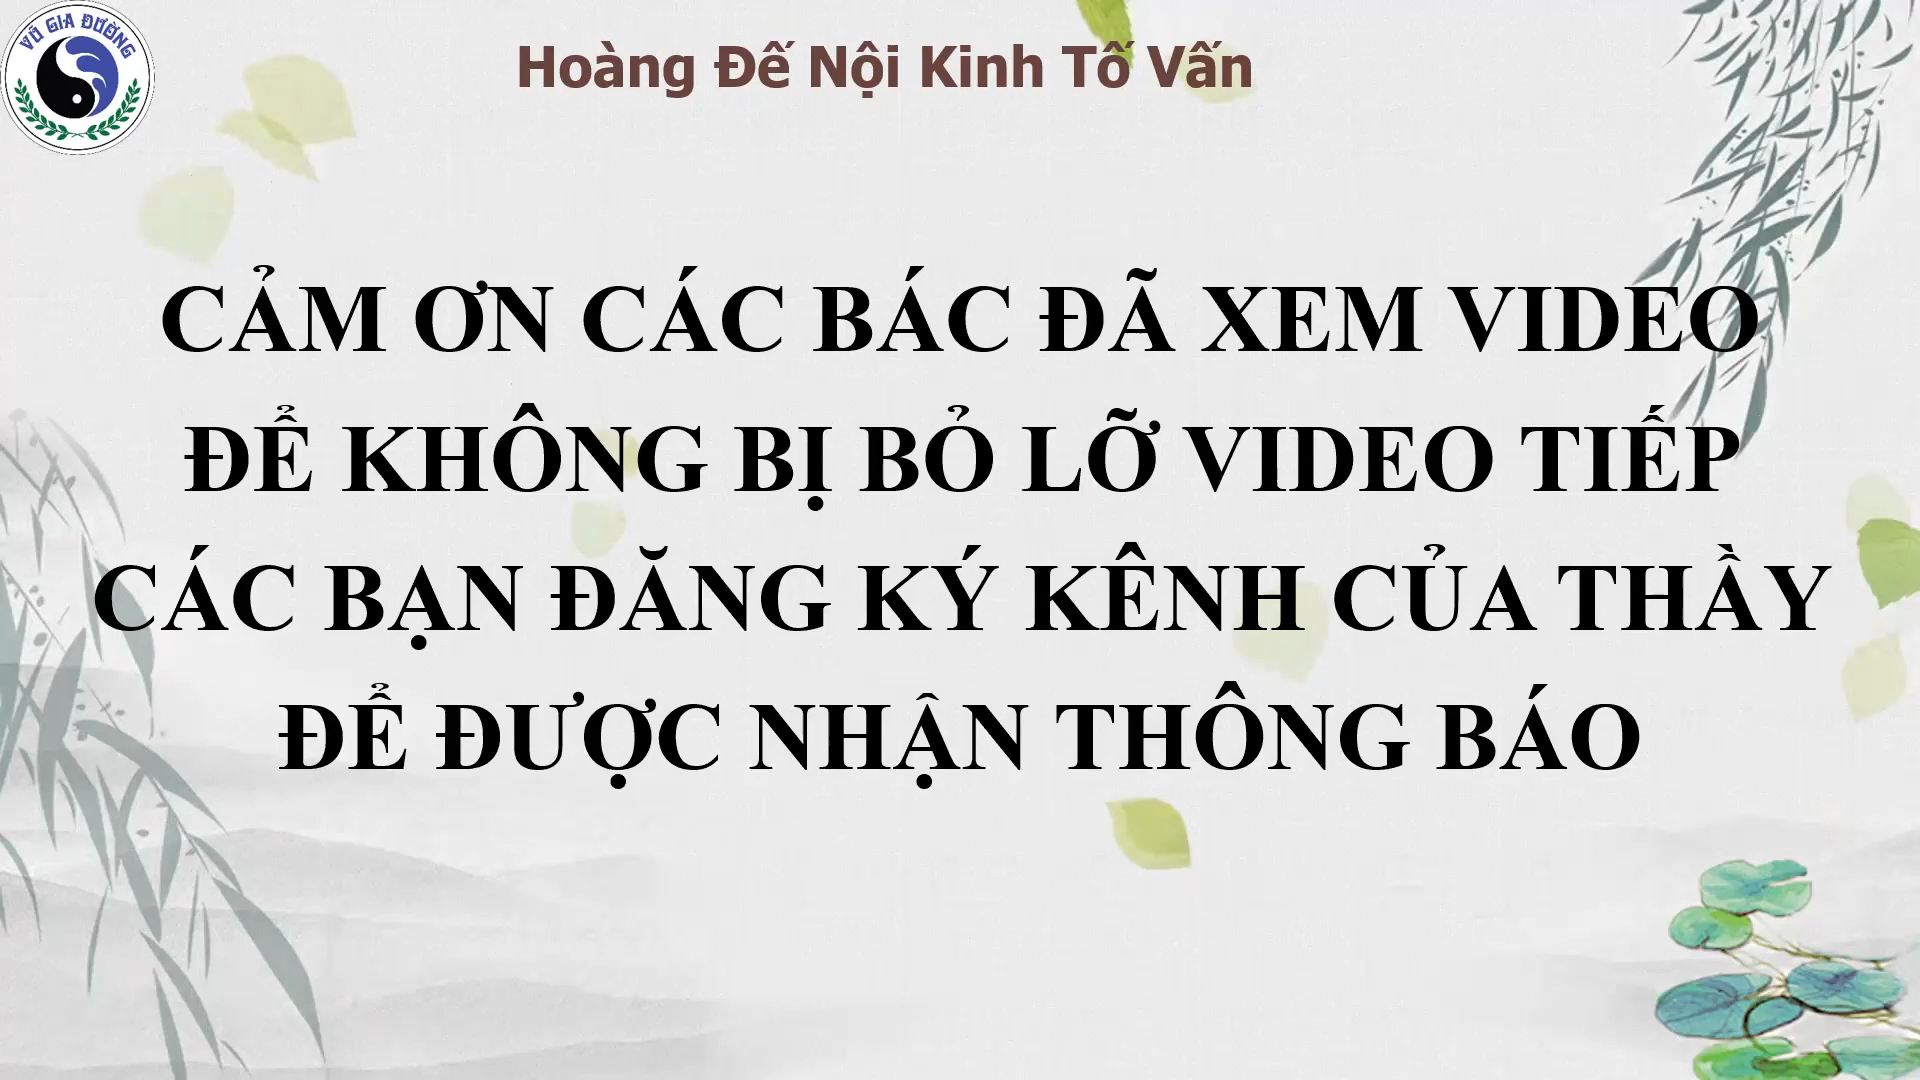 VŨ GIA ĐƯỜNG
Hoàng Đế Nội Kinh Tố Vấn
CẢM ƠN CÁC BÁC ĐÃ XEM VIDEO
ĐỂ KHÔNG BỊ BỎ LỠ VIDEO TIẾP
CÁC BẠN ĐĂNG KÝ KÊNH CỦA THẦY
ĐỂ ĐƯỢC NHẬN THÔNG BÁO